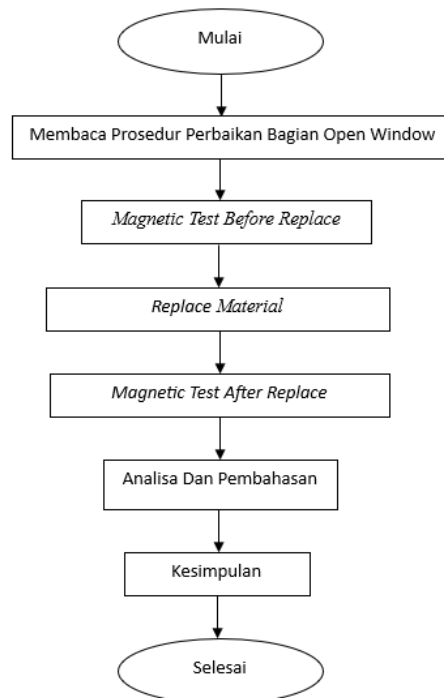 Mulai
Membaca Prosedur Perbaikan Bagian Open Window
Magnetic Test Before Replace
Replace Material
Magnetic Test After Replace
Analisa Dan Pembahasan
Kesimpulan
Selesai